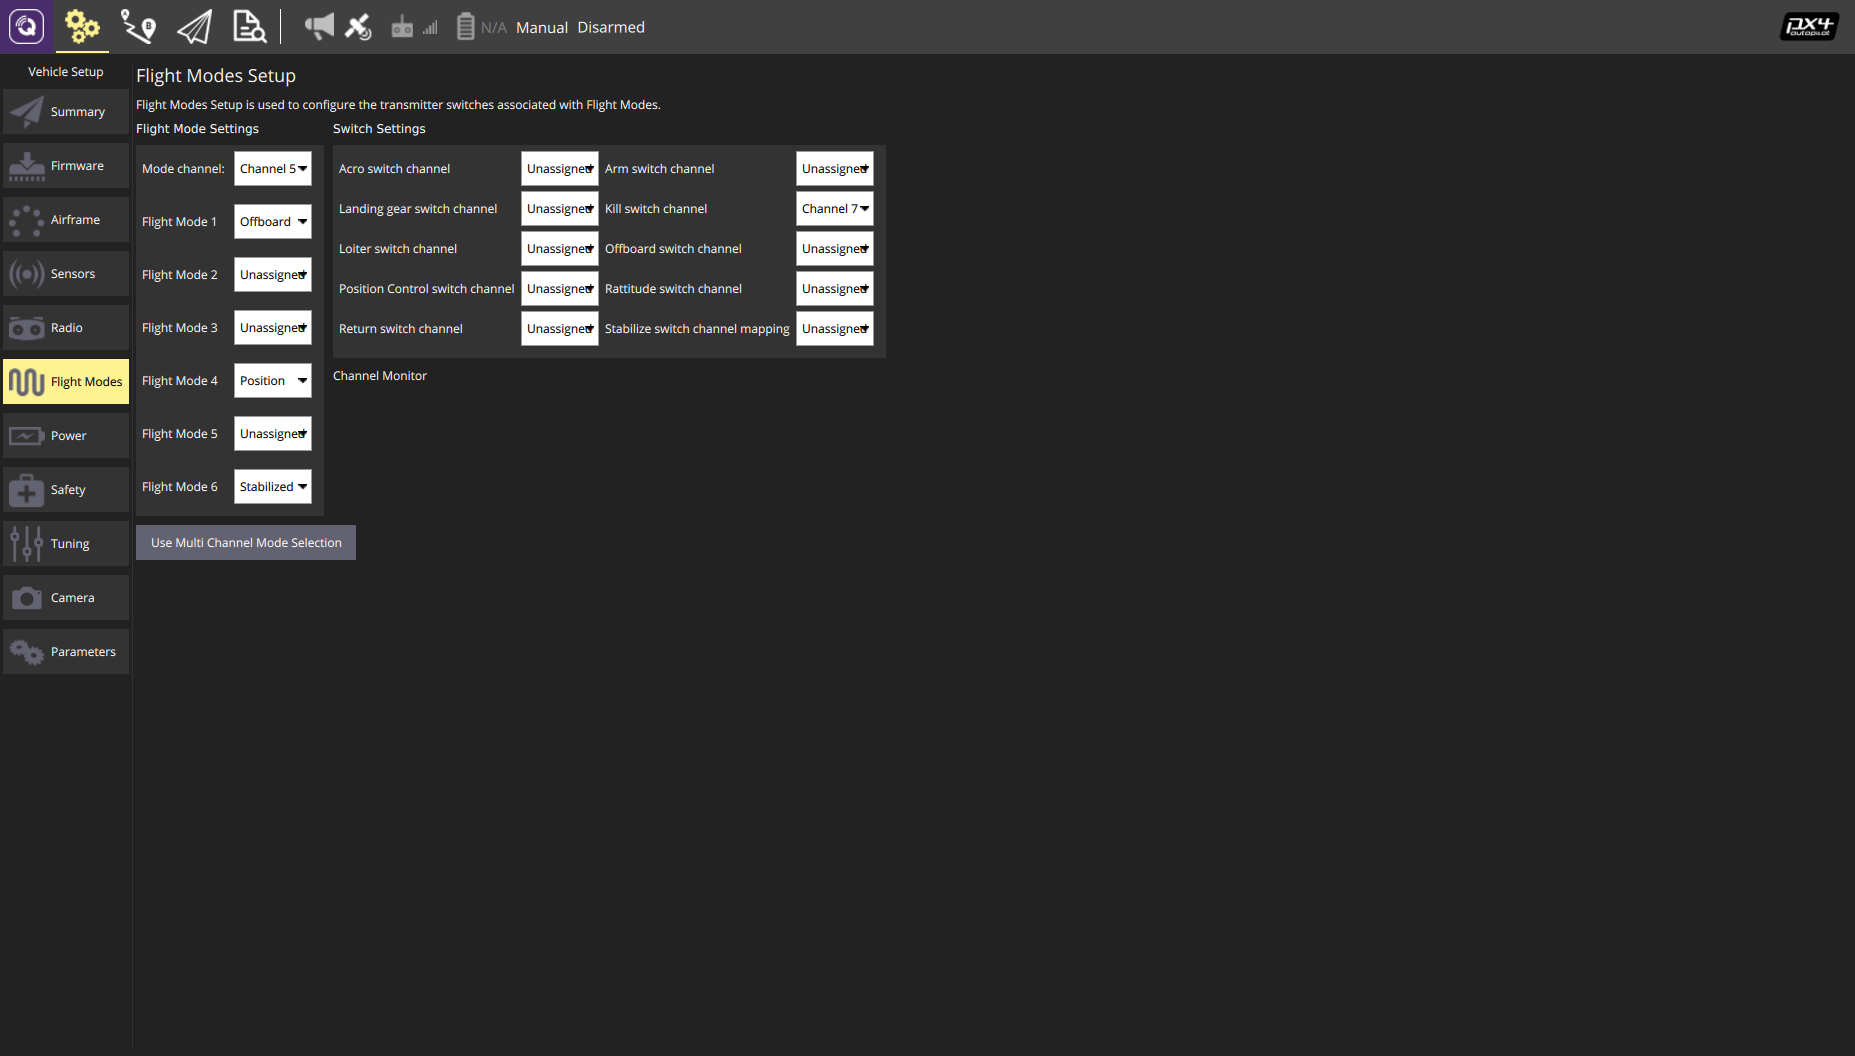 N/A Manual Disarmed
px4
autopilot
Vehicle Setup
Summary
Firmware
Airframe
Sensors
Radio
Flight Modes
Power
Safety
Tuning
Camera
Parameters
Flight Modes Setup
Flight Modes Setup is used to configure the transmitter switches associated with Flight Modes.
Flight Mode Settings
Mode channel: Channel 5
Flight Mode 1 Offboard
Flight Mode 2 Unassigned
Flight Mode 3 Unassigned
Flight Mode 4 Position
Flight Mode 5 Unassigned
Flight Mode 6 Stabilized
Use Multi Channel Mode Selection
Switch Settings
Acro switch channel Unassigned Arm switch channel Unassigned
Landing gear switch channel Unassigned Kill switch channel Channel 7
Loiter switch channel Unassigned Offboard switch channel Unassigned
Position Control switch channel Unassigned Rattitude switch channel Unassigned
Return switch channel Unassigned Stabilize switch channel mapping Unassigned
Channel Monitor